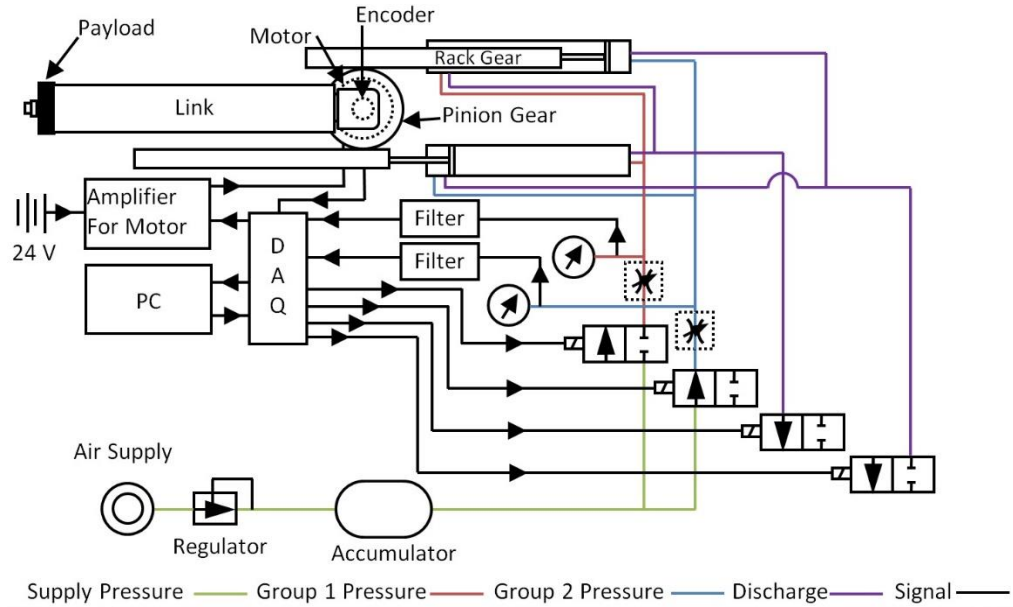 Encoder
Payload
Motor
Rack Gear
Link
Pinion Gear
Amplifier
For Motor
24 V
Filter
Filter
D
A
Q
PC
Air Supply
Regulator
Accumulator
Supply Pressure Group 1 Pressure Group 2 Pressure Discharge Signal